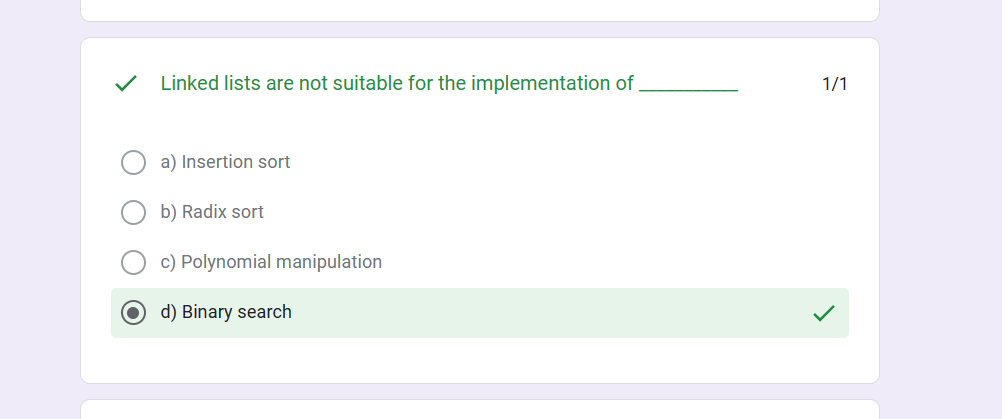 Linked lists are not suitable for the implementation of ___________ 1/1
a) Insertion sort
b) Radix sort
c) Polynomial manipulation
d) Binary search